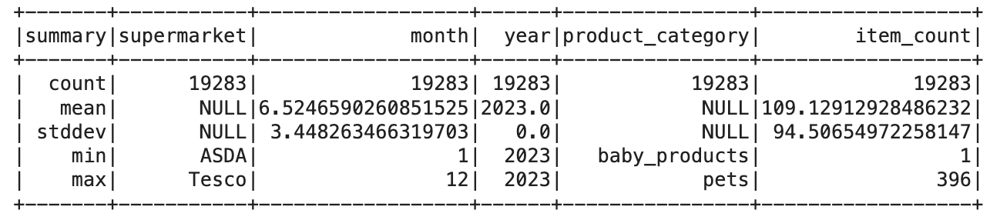 +-------+-----------+------------------+------+----------------+------------------+
|summary|supermarket|             month|  year|product_category|        item_count|
+-------+-----------+------------------+------+----------------+------------------+
|  count|      19283|             19283| 19283|           19283|             19283|
|   mean|       NULL|6.5246590260851525|2023.0|            NULL|109.12912928486232|
| stddev|       NULL| 3.448263466319703|   0.0|            NULL| 94.50654972258147|
|    min|       ASDA|                 1|  2023|   baby_products|                 1|
|    max|      Tesco|                12|  2023|            pets|               396|
+-------+-----------+------------------+------+----------------+------------------+